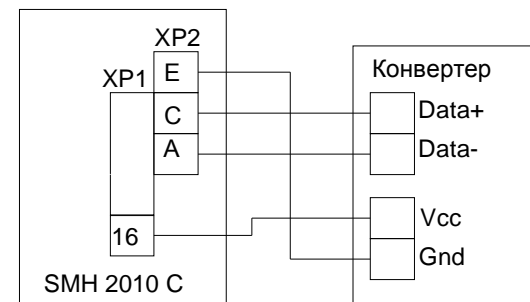 XP2
XP1
E
C
A
16
SMH 2010 C
Конвертер
Data+
Data-
Vcc
Gnd